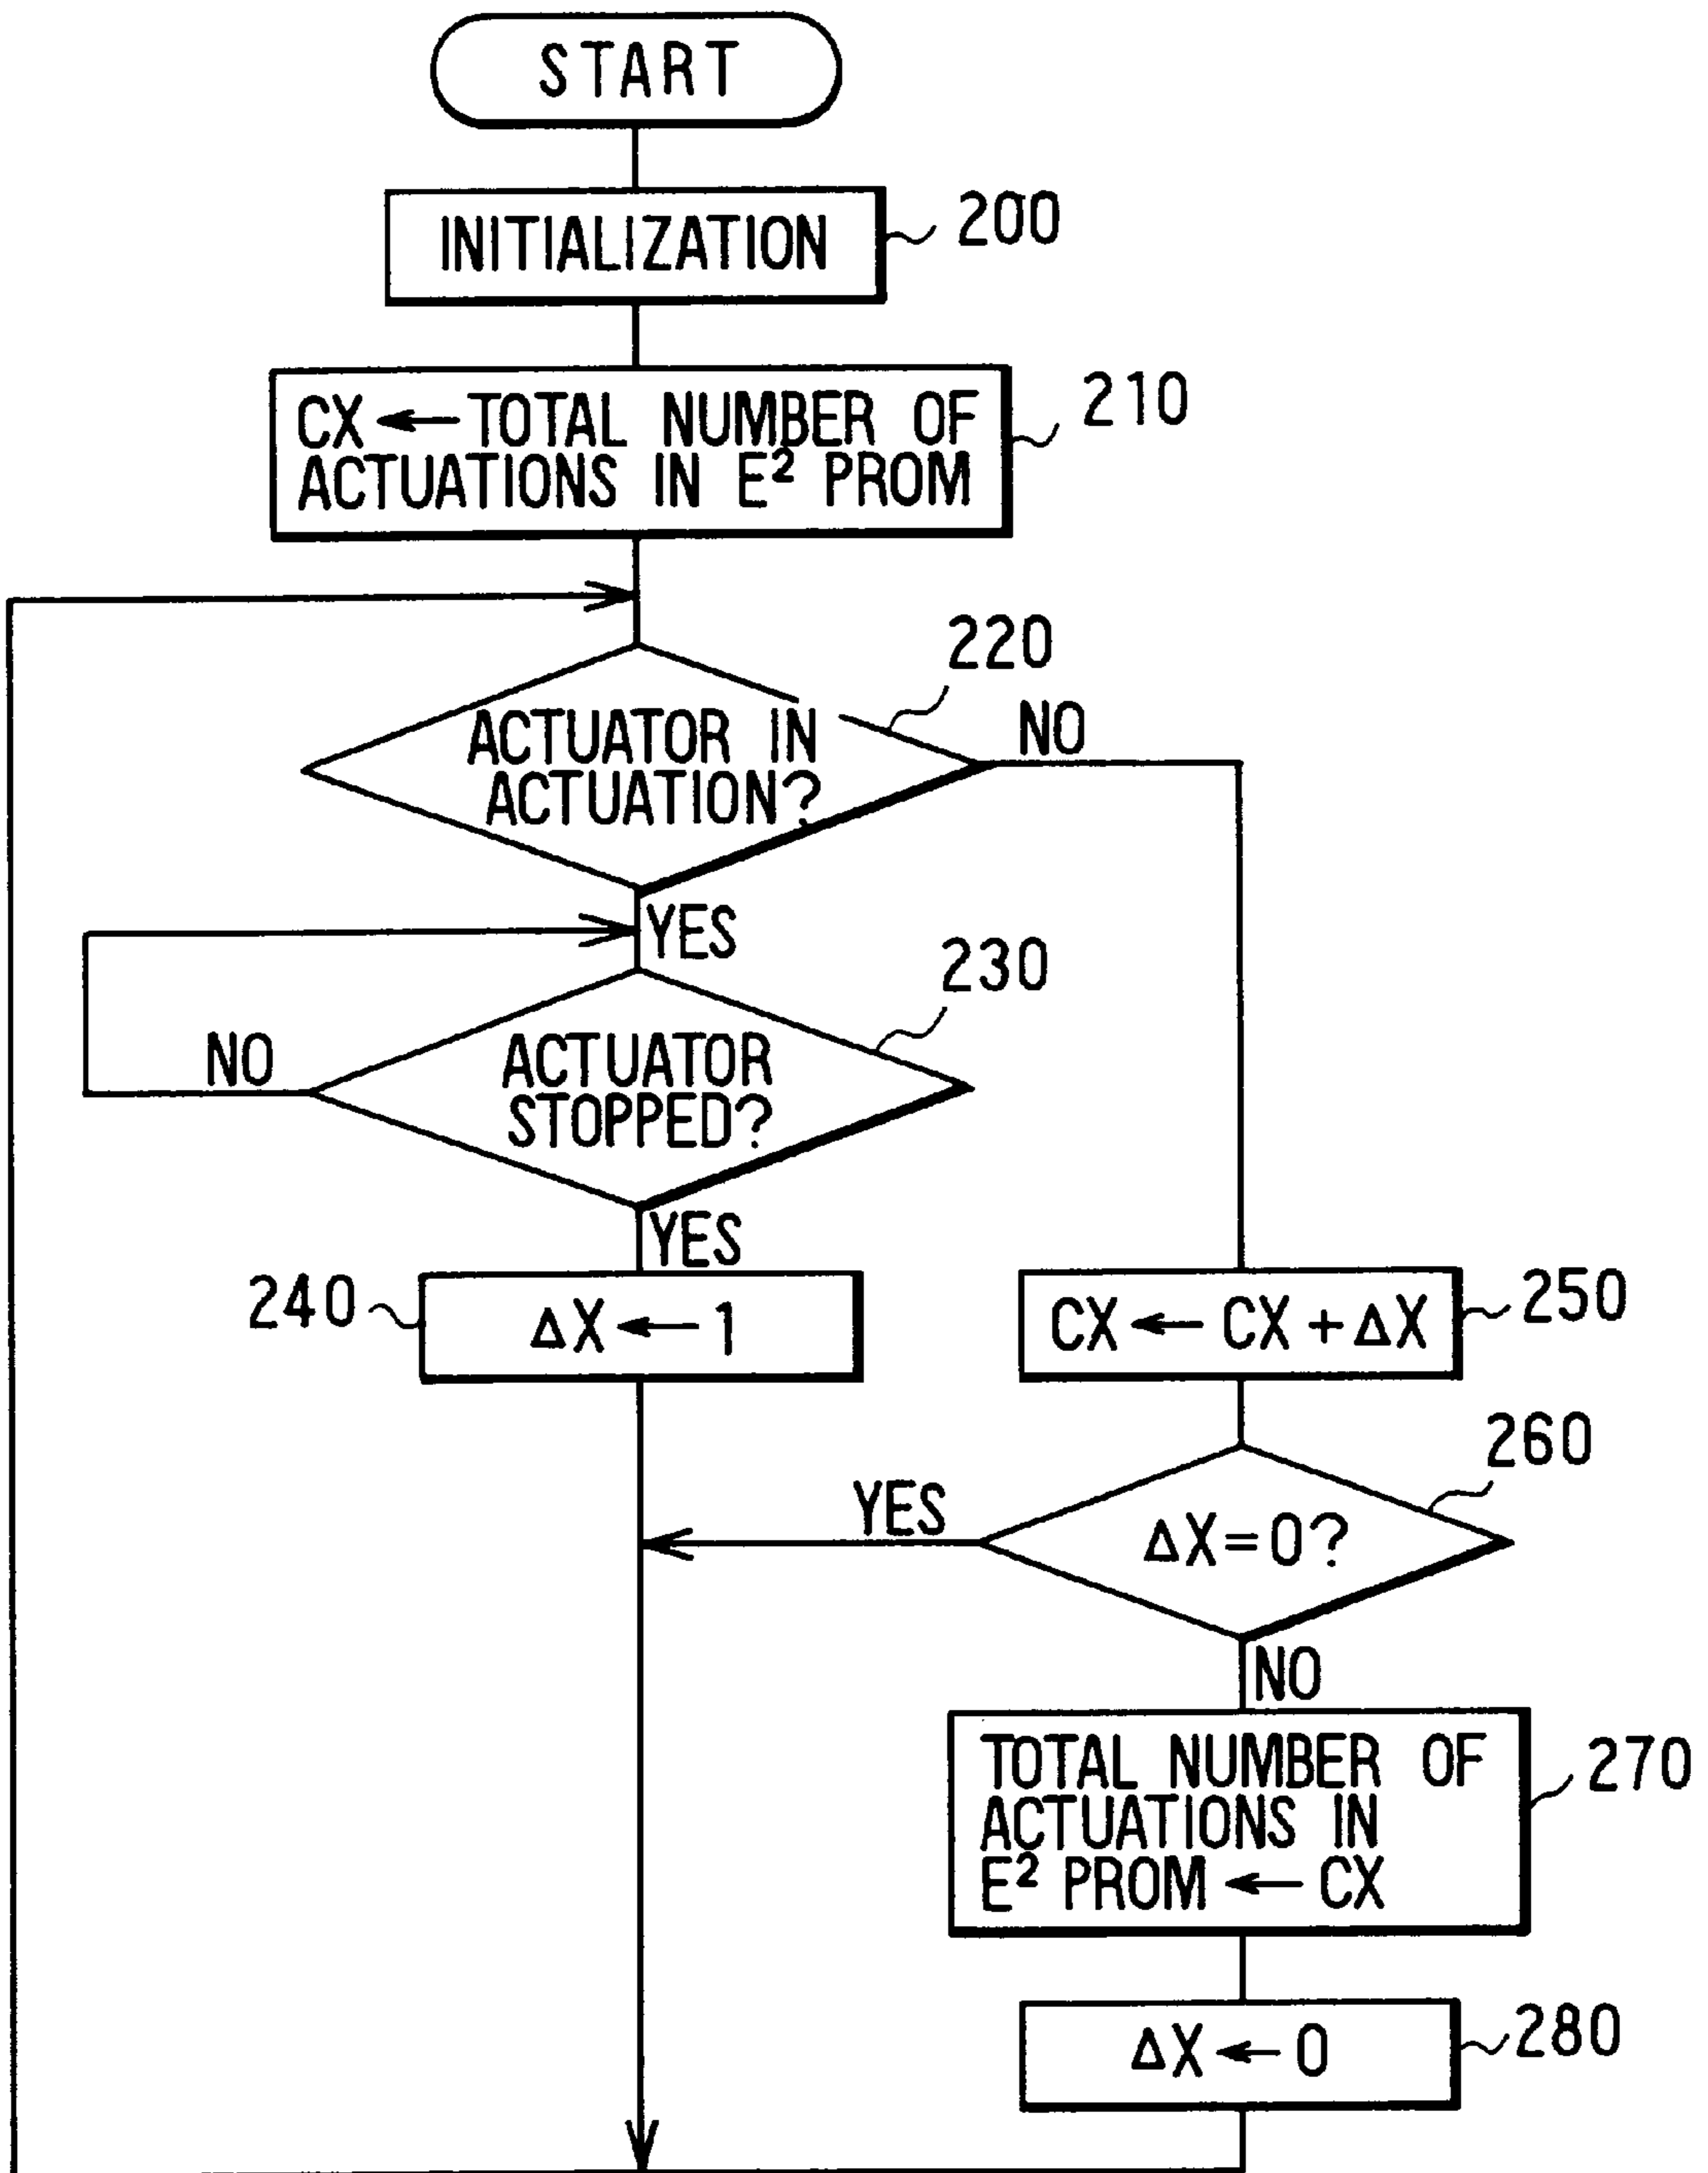 START
INITIALIZATION
200
CX ← TOTAL NUMBER OF
ACTUATIONS IN E² PROM
210
220
ACTUATOR IN
ACTUATION?
NO
YES
230
NO
ACTUATOR
STOPPED?
YES
240
ΔX ← 1
CX ← CX + ΔX
250
260
YES
ΔX = 0?
NO
TOTAL NUMBER OF
ACTUATIONS IN
E² PROM ← CX
270
ΔX ← 0
280